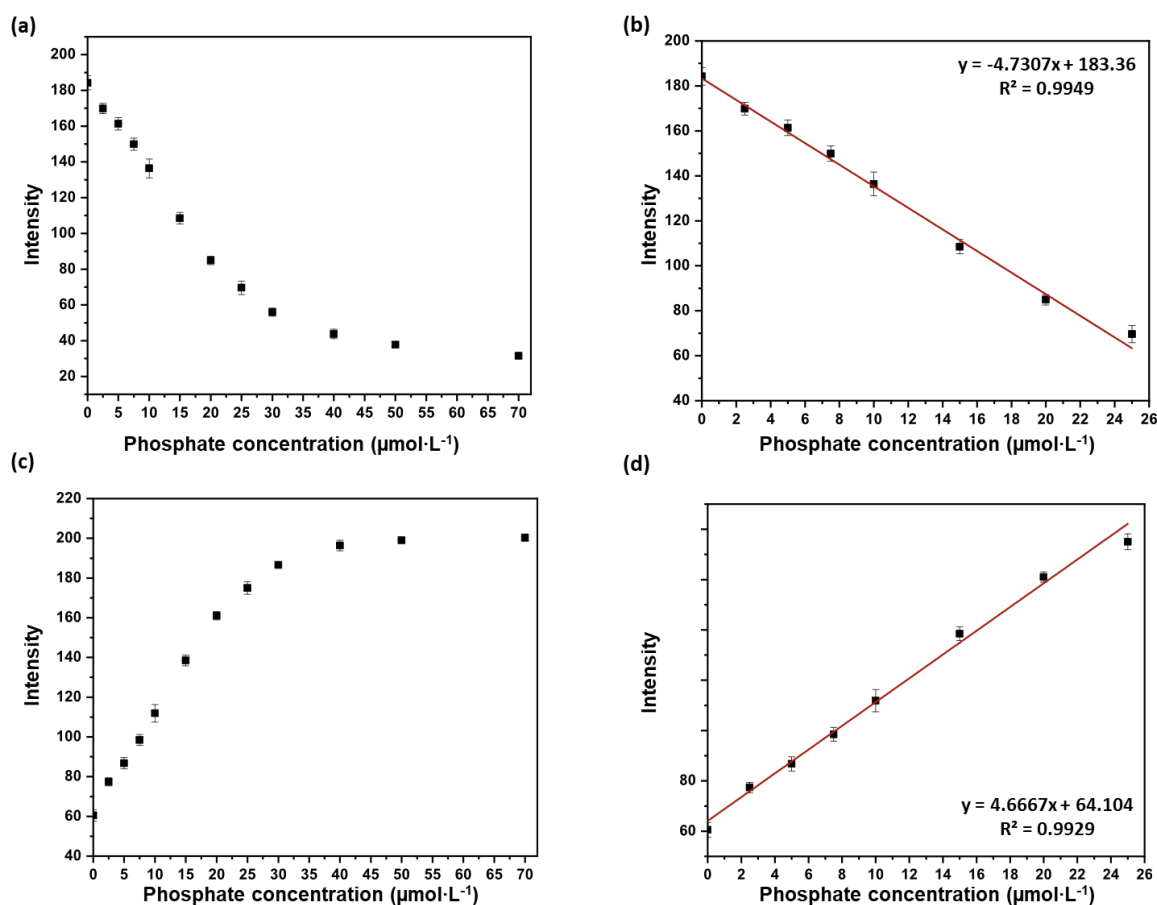 (a)
Intensity
200
180
160
140
120
100
80
60
40
20
0 5 10 15 20 25 30 35 40 45 50 55 60 65 70
Phosphate concentration (µmol·L⁻¹)
(b)
Intensity
200
180
160
140
120
100
80
60
40
y = -4.7307x + 183.36
R² = 0.9949
0 2 4 6 8 10 12 14 16 18 20 22 24 26
Phosphate concentration (µmol·L⁻¹)
(c)
Intensity
220
200
180
160
140
120
100
80
60
40
0 5 10 15 20 25 30 35 40 45 50 55 60 65 70
Phosphate concentration (µmol·L⁻¹)
(d)
Intensity
80
60
y = 4.6667x + 64.104
R² = 0.9929
0 2 4 6 8 10 12 14 16 18 20 22 24 26
Phosphate concentration (µmol·L⁻¹)